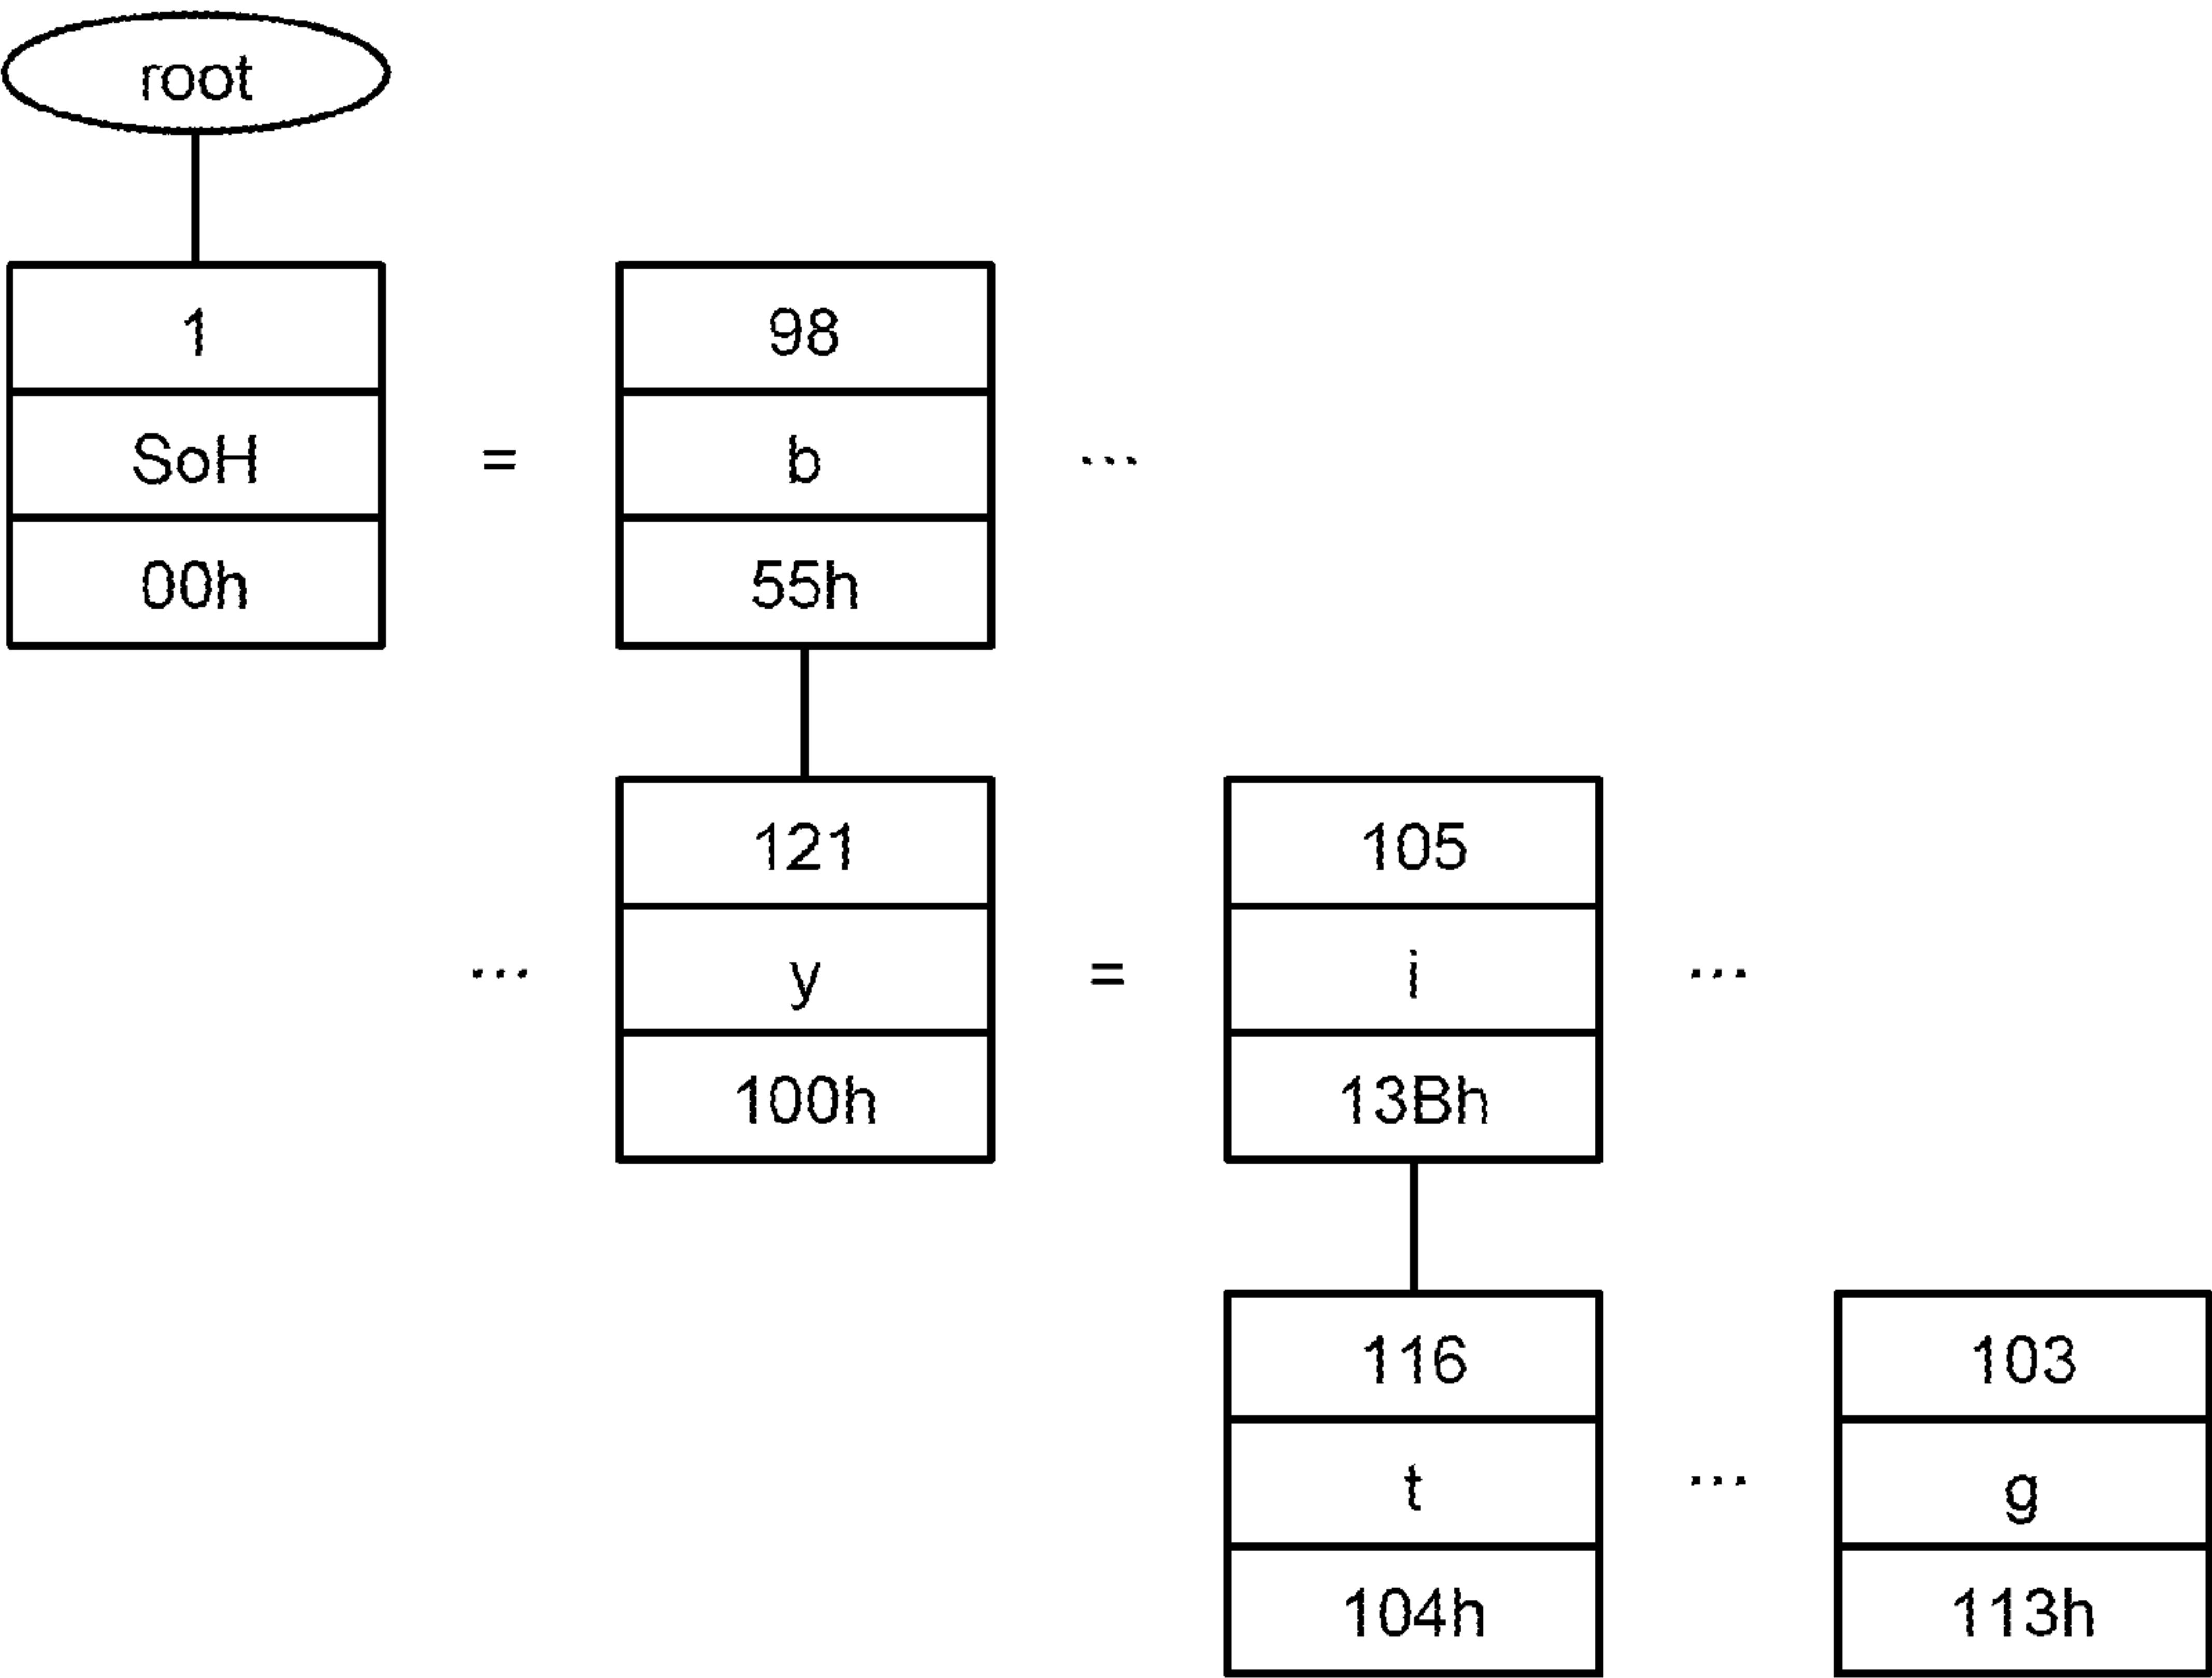 root
1
98
SoH
=
b
...
00h
55h
121
105
...
y
=
i
...
100h
13Bh
116
103
t
...
g
104h
113h